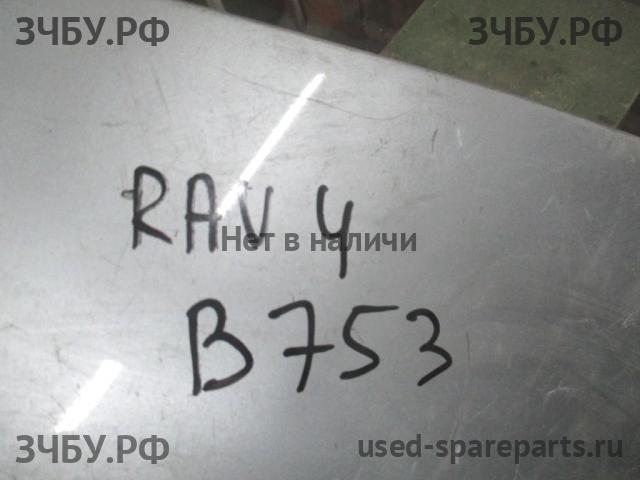 ЗЧБУ.РФ ЗЧБУ.РФ
RAV 4
Нет в наличи
B753
ЗЧБУ.РФ used-spareparts.ru